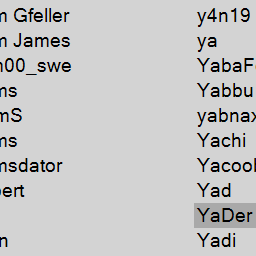 m Gfeller y4n19
m James ya
n00_swe YabaF
ms Yabbu
mS yabnax
ms Yachi
msdator Yacool
pert Yad
YaDer
n Yadi